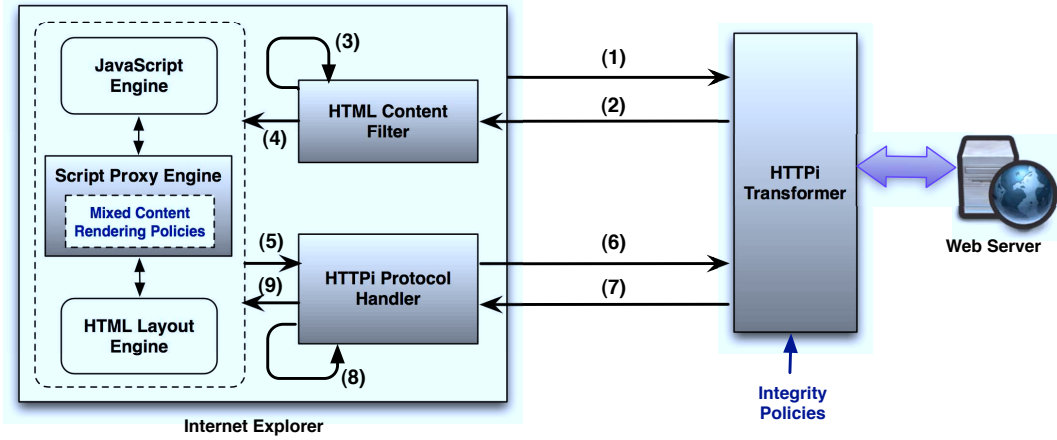 (3)
(1)
JavaScript
Engine
HTML Content
Filter
(2)
(4)
Script Proxy Engine
Mixed Content
Rendering Policies
HTTPi
Transformer
Web Server
(5)
(6)
HTTPi Protocol
Handler
(9)
(7)
HTML Layout
Engine
(8)
Integrity
Policies
Internet Explorer